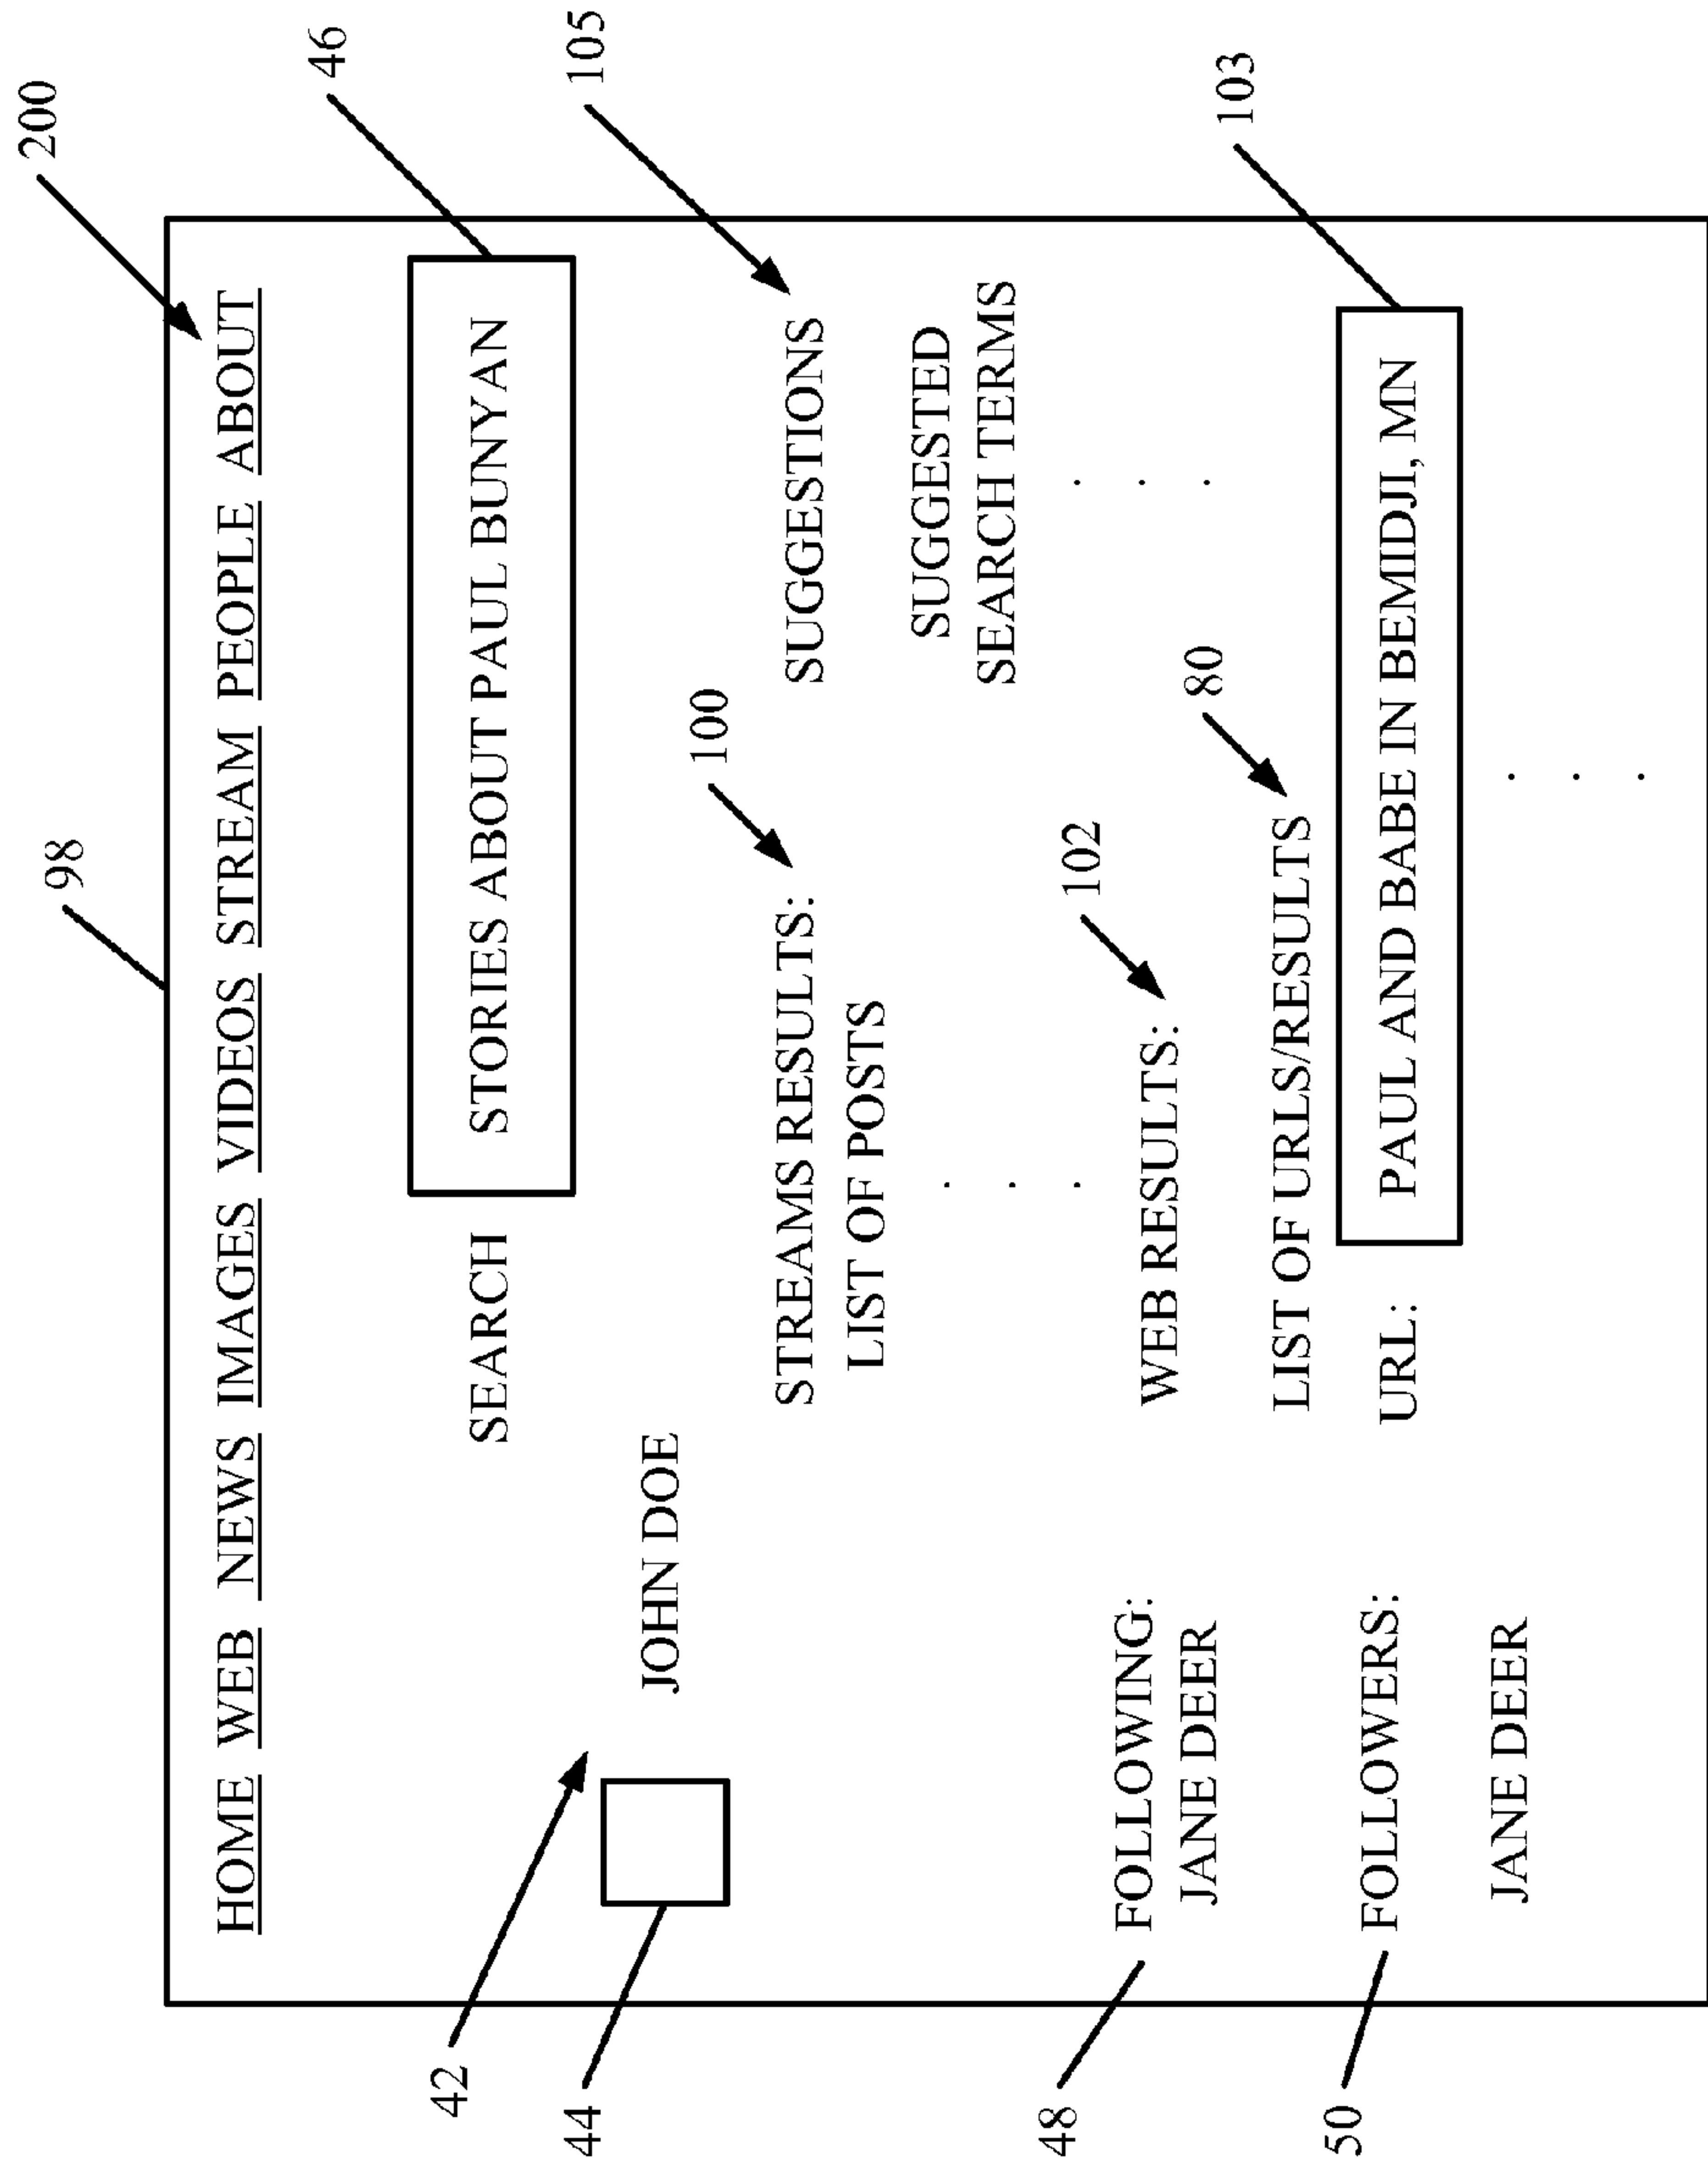 98
200
HOME WEB NEWS IMAGES VIDEOS STREAM PEOPLE ABOUT
46
SEARCH STORIES ABOUT PAUL BUNYAN
42
44
JOHN DOE
105
100
STREAMS RESULTS:
LIST OF POSTS
.
.
.
SUGGESTIONS
SUGGESTED
SEARCH TERMS
.
.
.
48
FOLLOWING:
JANE DEER
102
WEB RESULTS:
80
LIST OF URLS/RESULTS
103
URL: PAUL AND BABE IN BEMIDJI, MN
.
.
.
50
FOLLOWERS:
JANE DEER